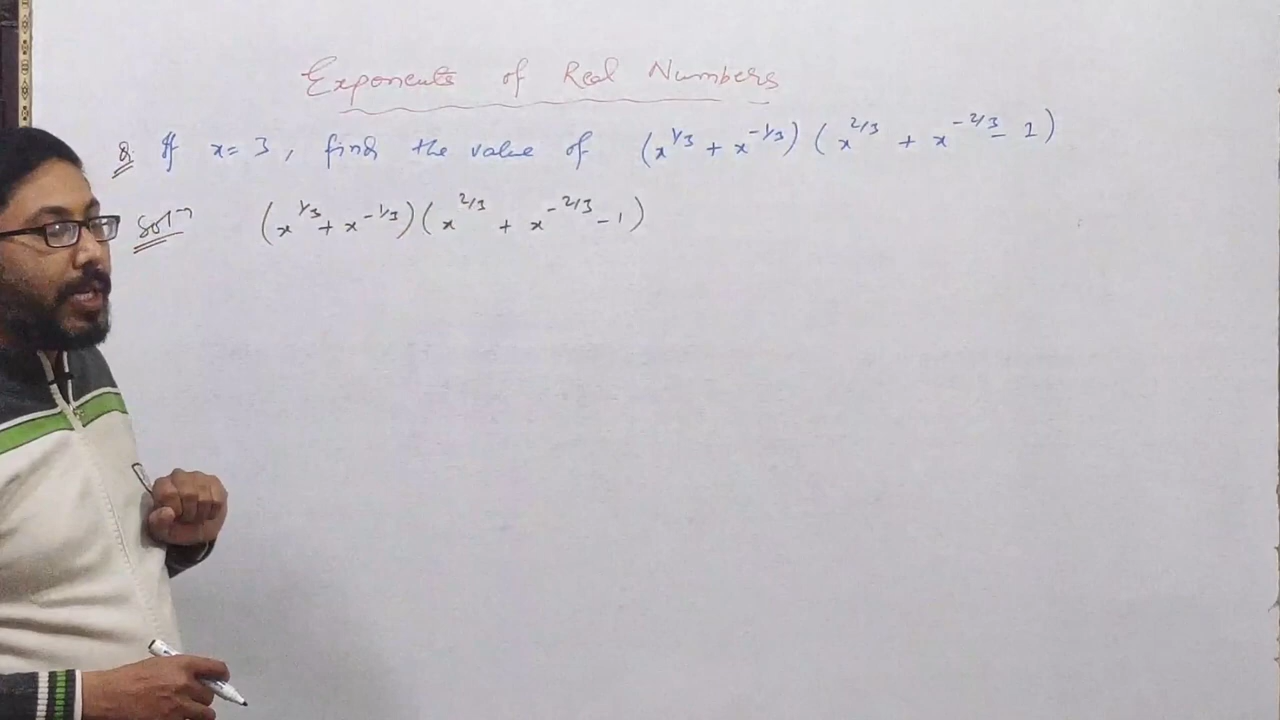 Exponents of Real Numbers
Q. If x = 3, find the value of (x^1/3 + x^-1/3) (x^2/3 + x^-2/3 - 1)
Solⁿ (x^1/3 + x^-1/3) (x^2/3 + x^-2/3 - 1)